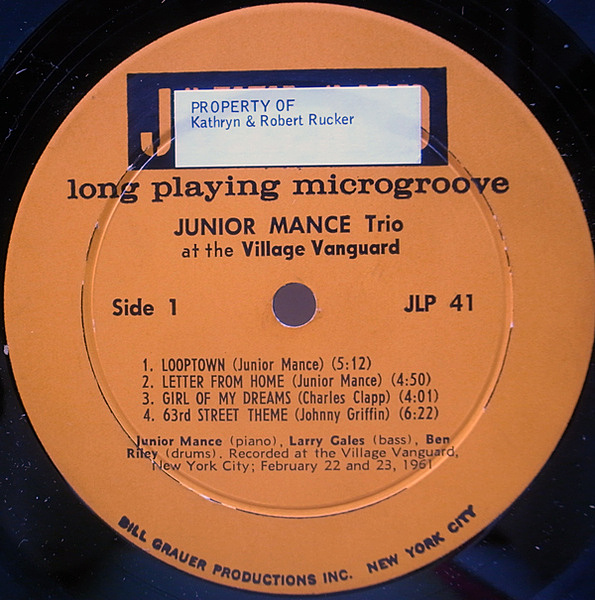 PROPERTY OF
Kathryn & Robert Rucker
long playing microgroove
JUNIOR MANCE Trio
at the Village Vanguard
Side 1
JLP 41
1. LOOPTOWN (Junior Mance) (5:12)
2. LETTER FROM HOME (Junior Mance) (4:50)
3. GIRL OF MY DREAMS (Charles Clapp) (4:01)
4. 63rd STREET THEME (Johnny Griffin) (6:22)
Junior Mance (piano), Larry Gales (bass), Ben
Riley (drums). Recorded at the Village Vanguard,
New York City; February 22 and 23, 1961
BILL GRAUER PRODUCTIONS INC. NEW YORK CITY